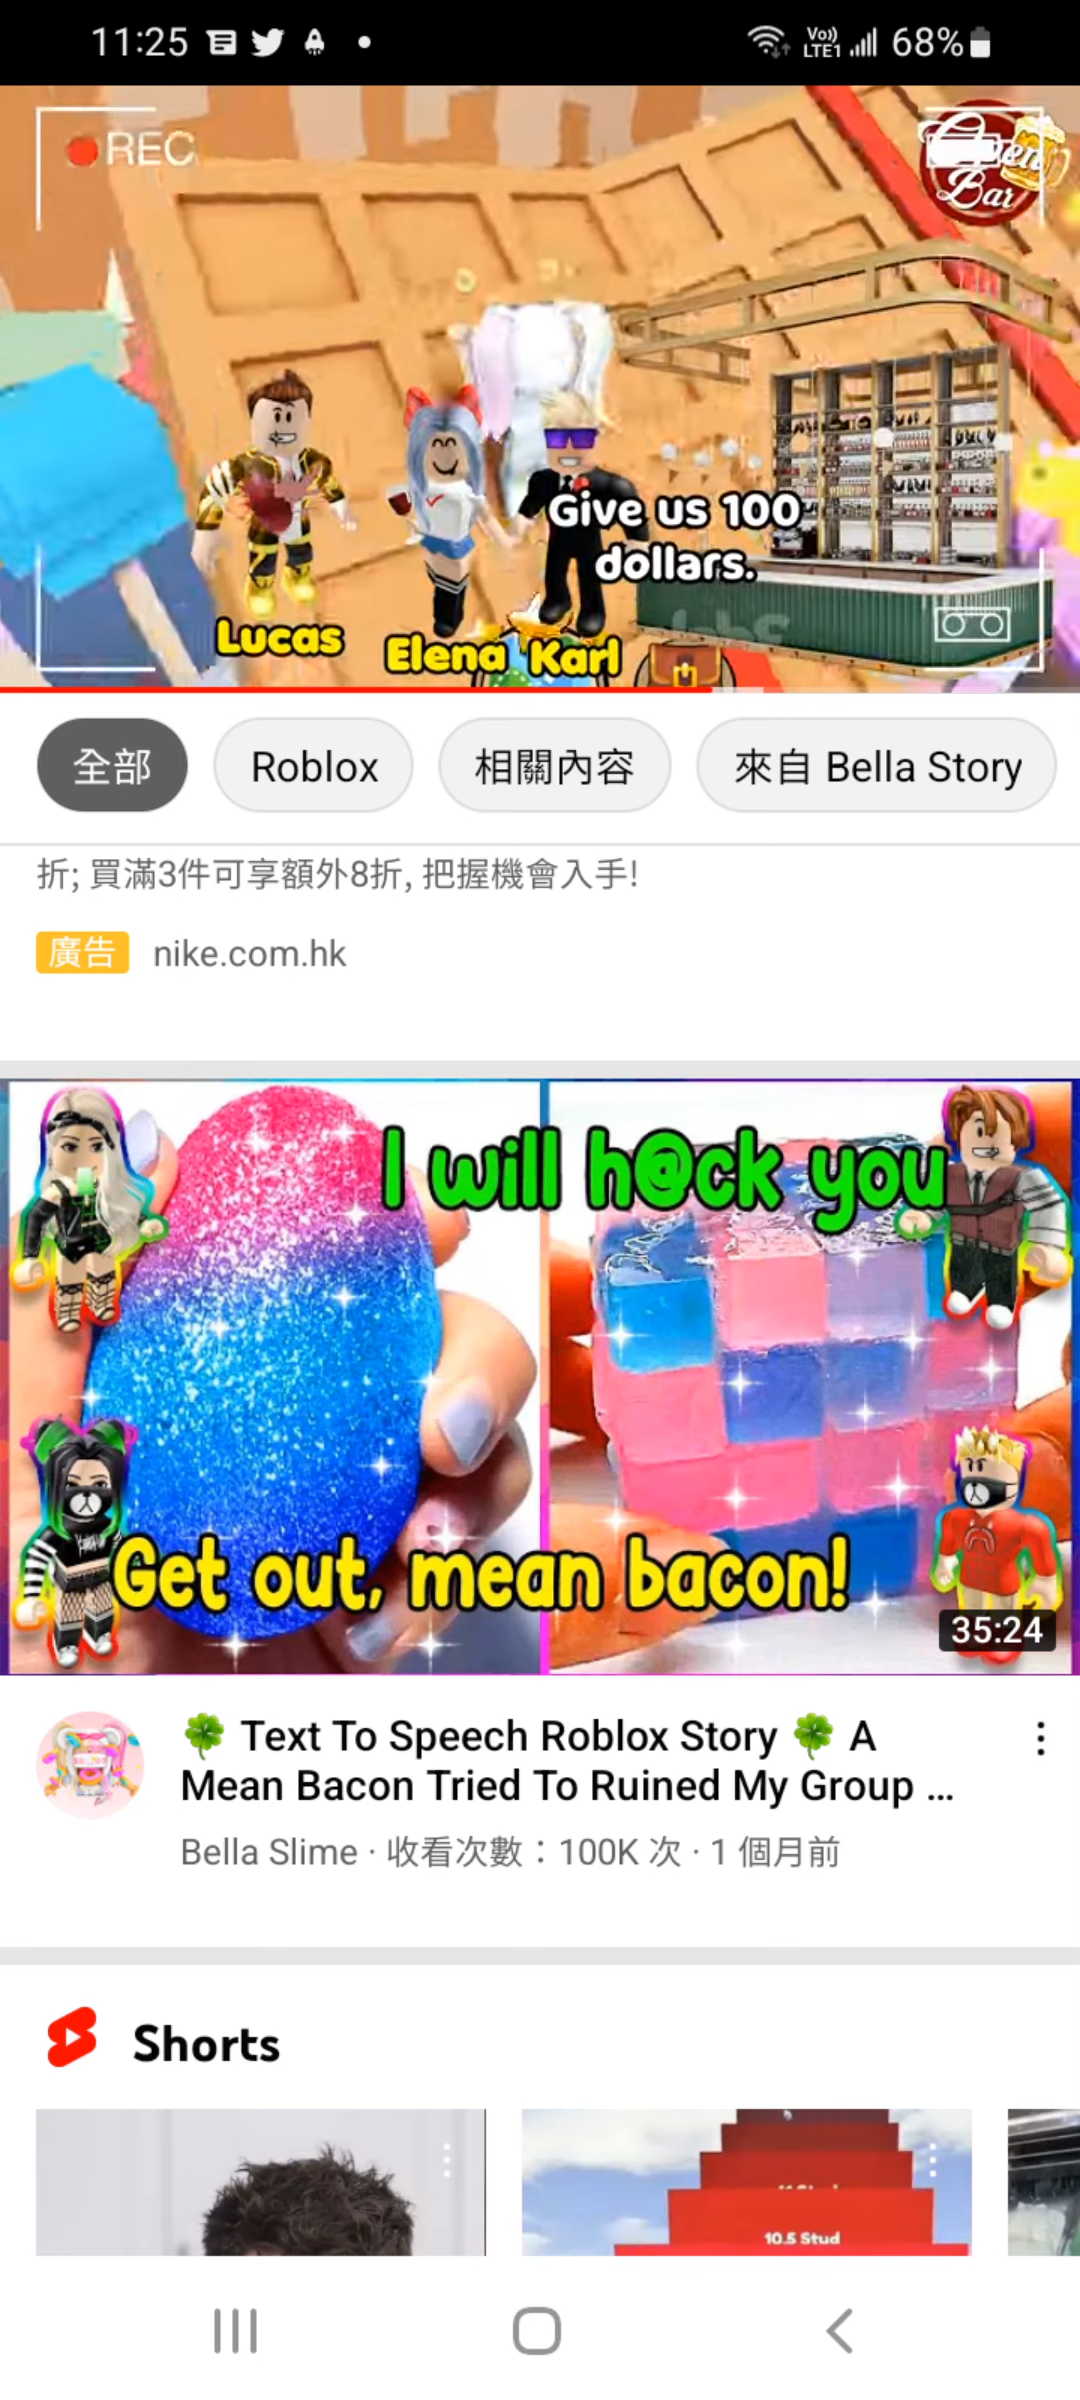 11:25
Vo))
LTE1
68%
REC
Open
Bar
Give us 100
dollars.
Lucas
Elena
Karl
全部
Roblox
相關內容
來自 Bella Story
折; 買滿3件可享額外8折, 把握機會入手!
廣告
nike.com.hk
I will h@ck you
Get out, mean bacon!
35:24
🍀 Text To Speech Roblox Story 🍀 A
Mean Bacon Tried To Ruined My Group ...
Bella Slime · 收看次數：100K 次 · 1 個月前
Shorts
10.5 Stud